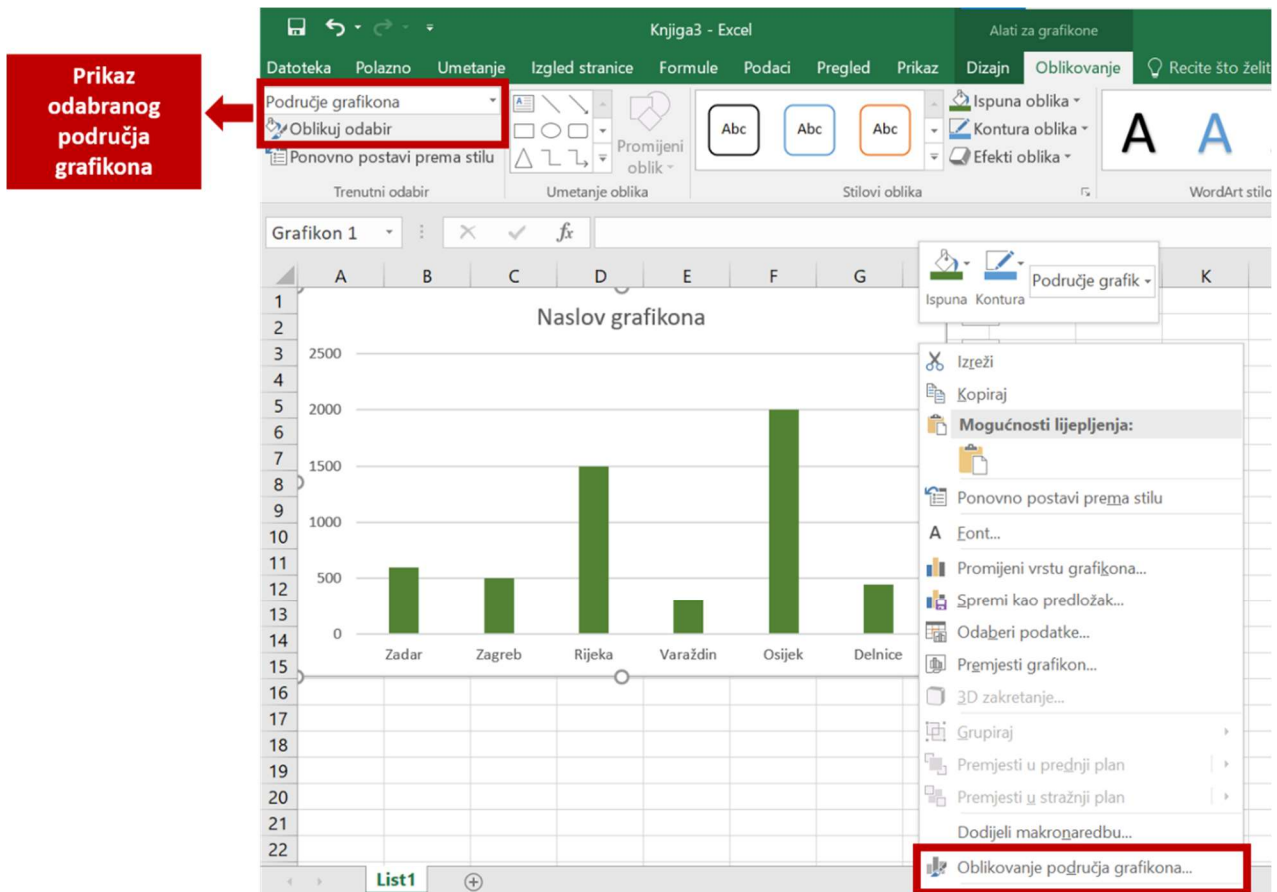 Knjiga3 - Excel
Alati za grafikone
Datoteka Polazno Umetanje Izgled stranice Formule Podaci Pregled Prikaz Dizajn Oblikovanje Recite što želit
Prikaz
odabranog
područja
grafikona
Područje grafikona
Oblikuj odabir
Ponovno postavi prema stilu
Trenutni odabir
Promijeni
oblik
Umetanje oblika
Abc Abc Abc
Stilovi oblika
Ispuna oblika
Kontura oblika
Efekti oblika
A A
WordArt stilo
Grafikon 1 fx
A B C D E F G K
Ispuna Kontura
Područje grafik
1
2
3
4
5
6
7
8
9
10
11
12
13
14
15
16
17
18
19
20
21
22
Naslov grafikona
2500
2000
1500
1000
500
0
Zadar Zagreb Rijeka Varaždin Osijek Delnice
Izreži
Kopiraj
Mogućnosti lijepljenja:
Ponovno postavi prema stilu
A Font...
Promijeni vrstu grafikona...
Spremi kao predložak...
Odaberi podatke...
Premjesti grafikon...
3D zakretanje...
Grupiraj
Premjesti u prednji plan
Premjesti u stražnji plan
Dodijeli makronaredbu...
Oblikovanje područja grafikona...
List1